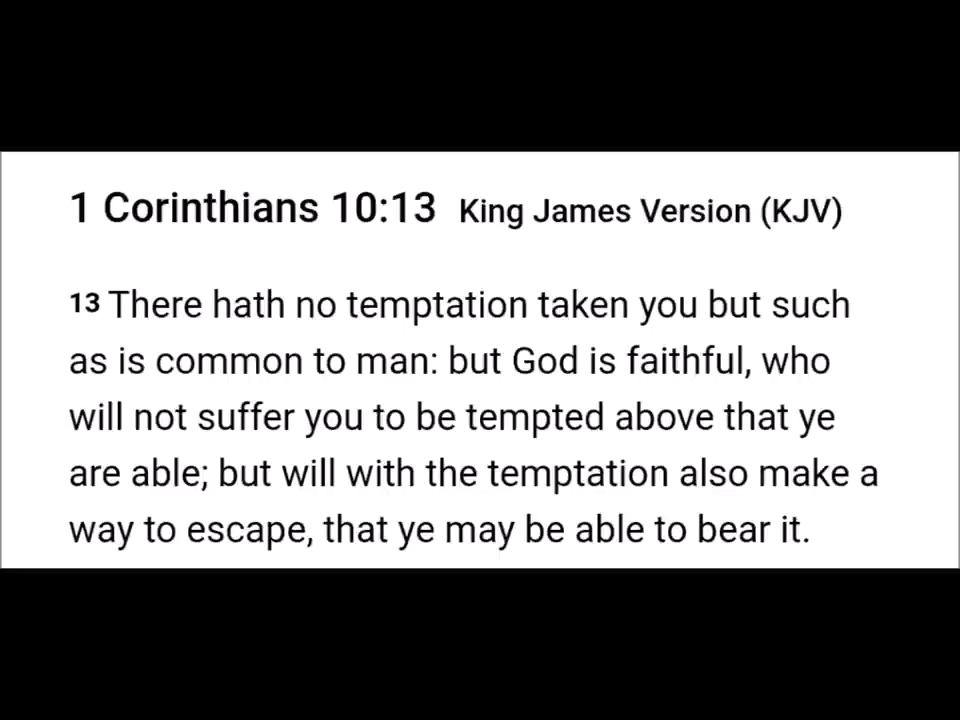 1 Corinthians 10:13 King James Version (KJV)
13 There hath no temptation taken you but such
as is common to man: but God is faithful, who
will not suffer you to be tempted above that ye
are able; but will with the temptation also make a
way to escape, that ye may be able to bear it.